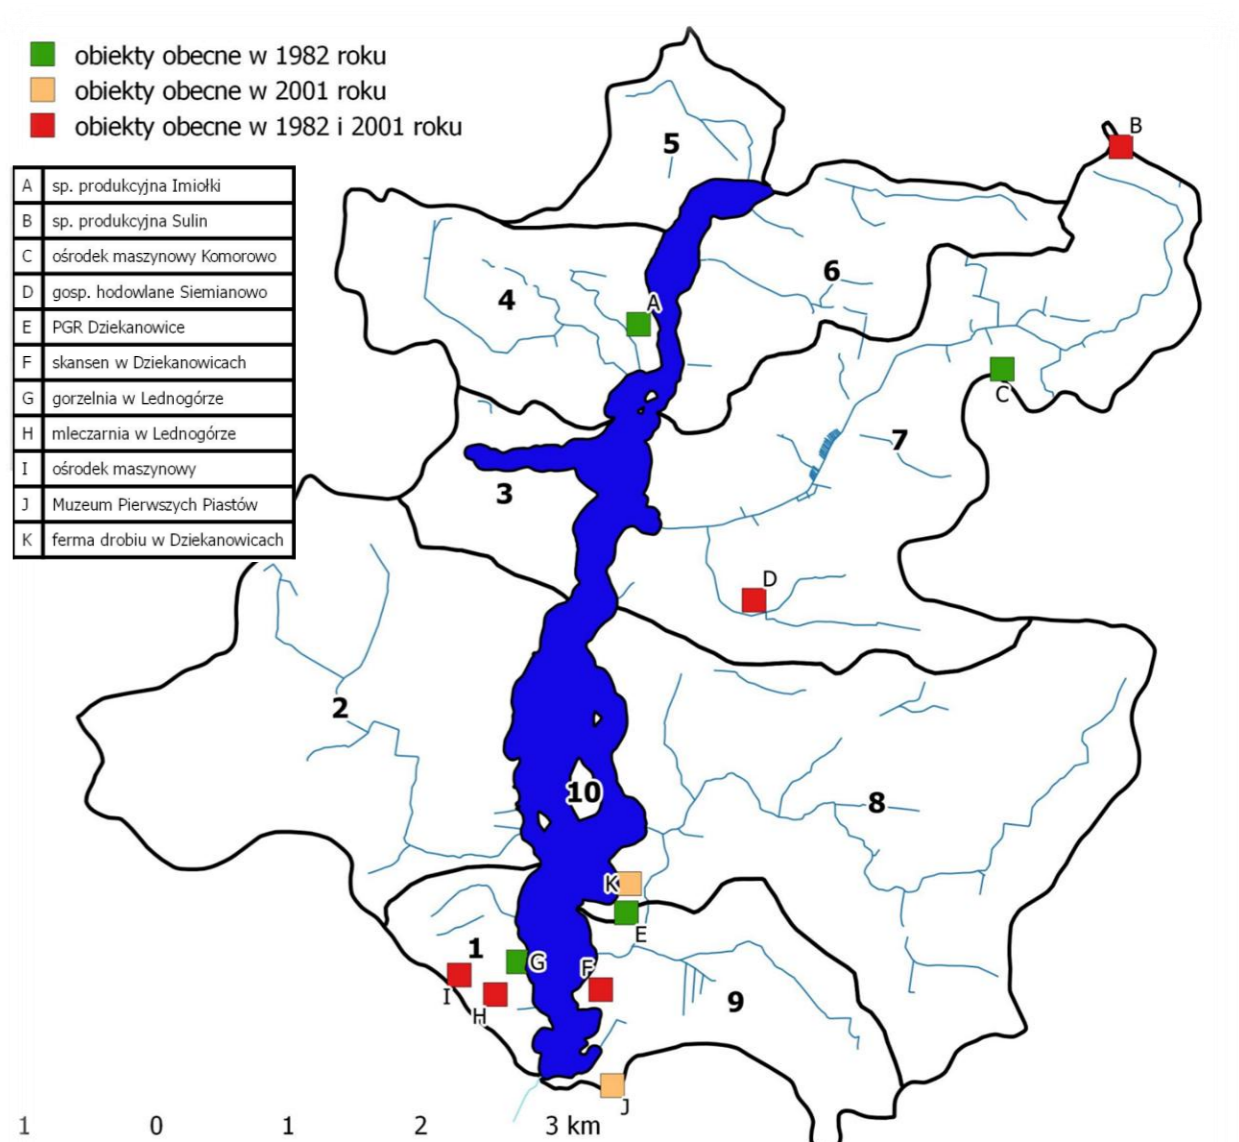 obiekty obecne w 1982 roku
obiekty obecne w 2001 roku
obiekty obecne w 1982 i 2001 roku
A sp. produkcyjna Imiołki
B sp. produkcyjna Sulin
C ośrodek maszynowy Komorowo
D gosp. hodowlane Siemianowo
E PGR Dziekanowice
F skansen w Dziekanowicach
G gorzelnia w Lednogórze
H mleczarnia w Lednogórze
I ośrodek maszynowy
J Muzeum Pierwszych Piastów
K ferma drobiu w Dziekanowicach
B
5
6
4
A
C
7
3
D
2
10
8
K
E
1
G
F
I
H
9
J
1 0 1 2 3 km